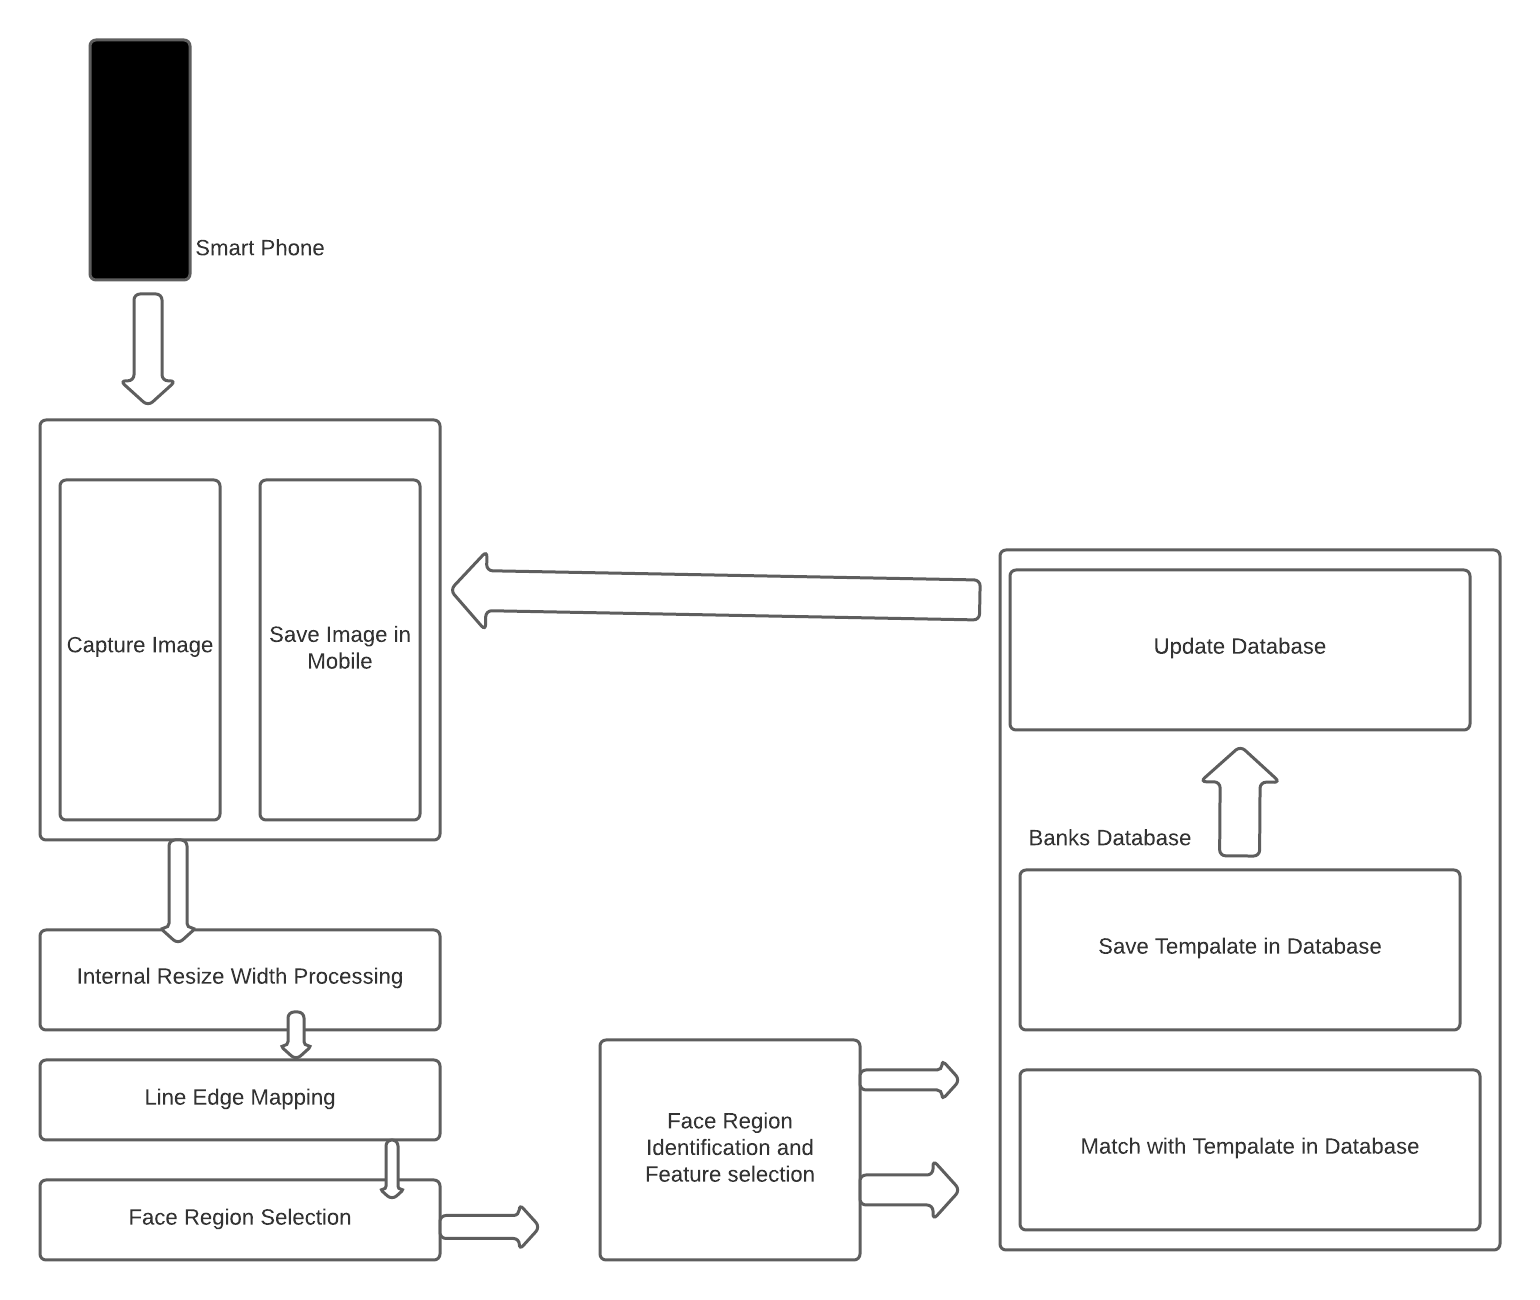 Smart Phone
Capture Image
Save Image in
Mobile
Internal Resize Width Processing
Line Edge Mapping
Face Region Selection
Face Region
Identification and
Feature selection
Update Database
Banks Database
Save Tempalate in Database
Match with Tempalate in Database